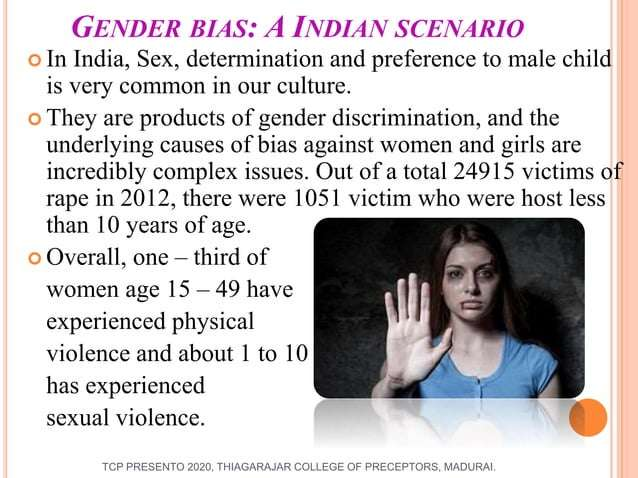 GENDER BIAS: A INDIAN SCENARIO
In India, Sex, determination and preference to male child
is very common in our culture.
They are products of gender discrimination, and the
underlying causes of bias against women and girls are
incredibly complex issues. Out of a total 24915 victims of
rape in 2012, there were 1051 victim who were host less
than 10 years of age.
Overall, one – third of
women age 15 – 49 have
experienced physical
violence and about 1 to 10
has experienced
sexual violence.
TCP PRESENTO 2020, THIAGARAJAR COLLEGE OF PRECEPTORS, MADURAI.